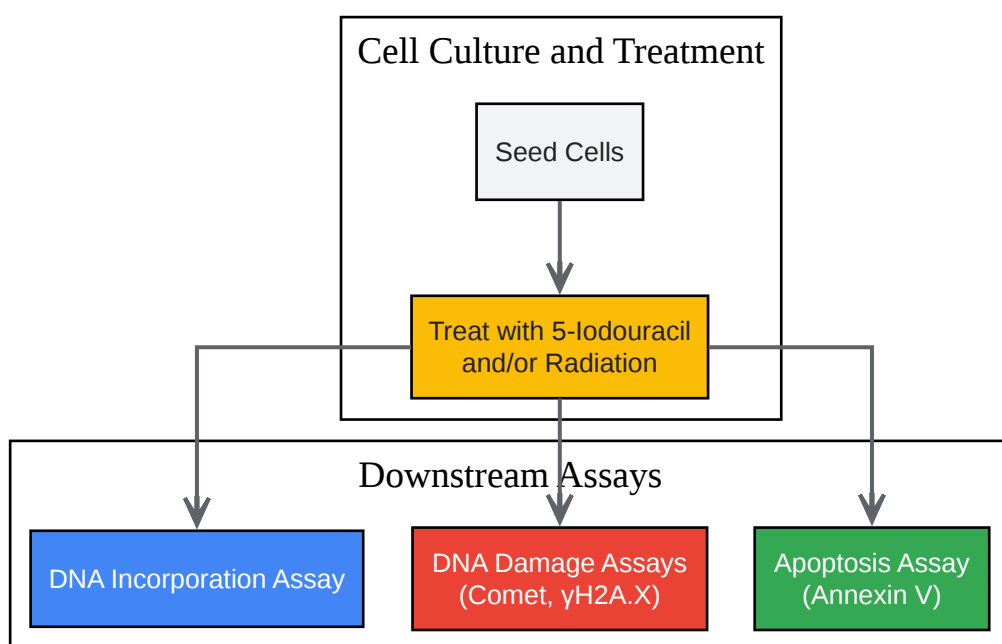 Cell Culture and Treatment
Seed Cells
Treat with 5-Iodouracil
and/or Radiation
Downstream Assays
DNA Incorporation Assay
DNA Damage Assays
(Comet, γH2A.X)
Apoptosis Assay
(Annexin V)